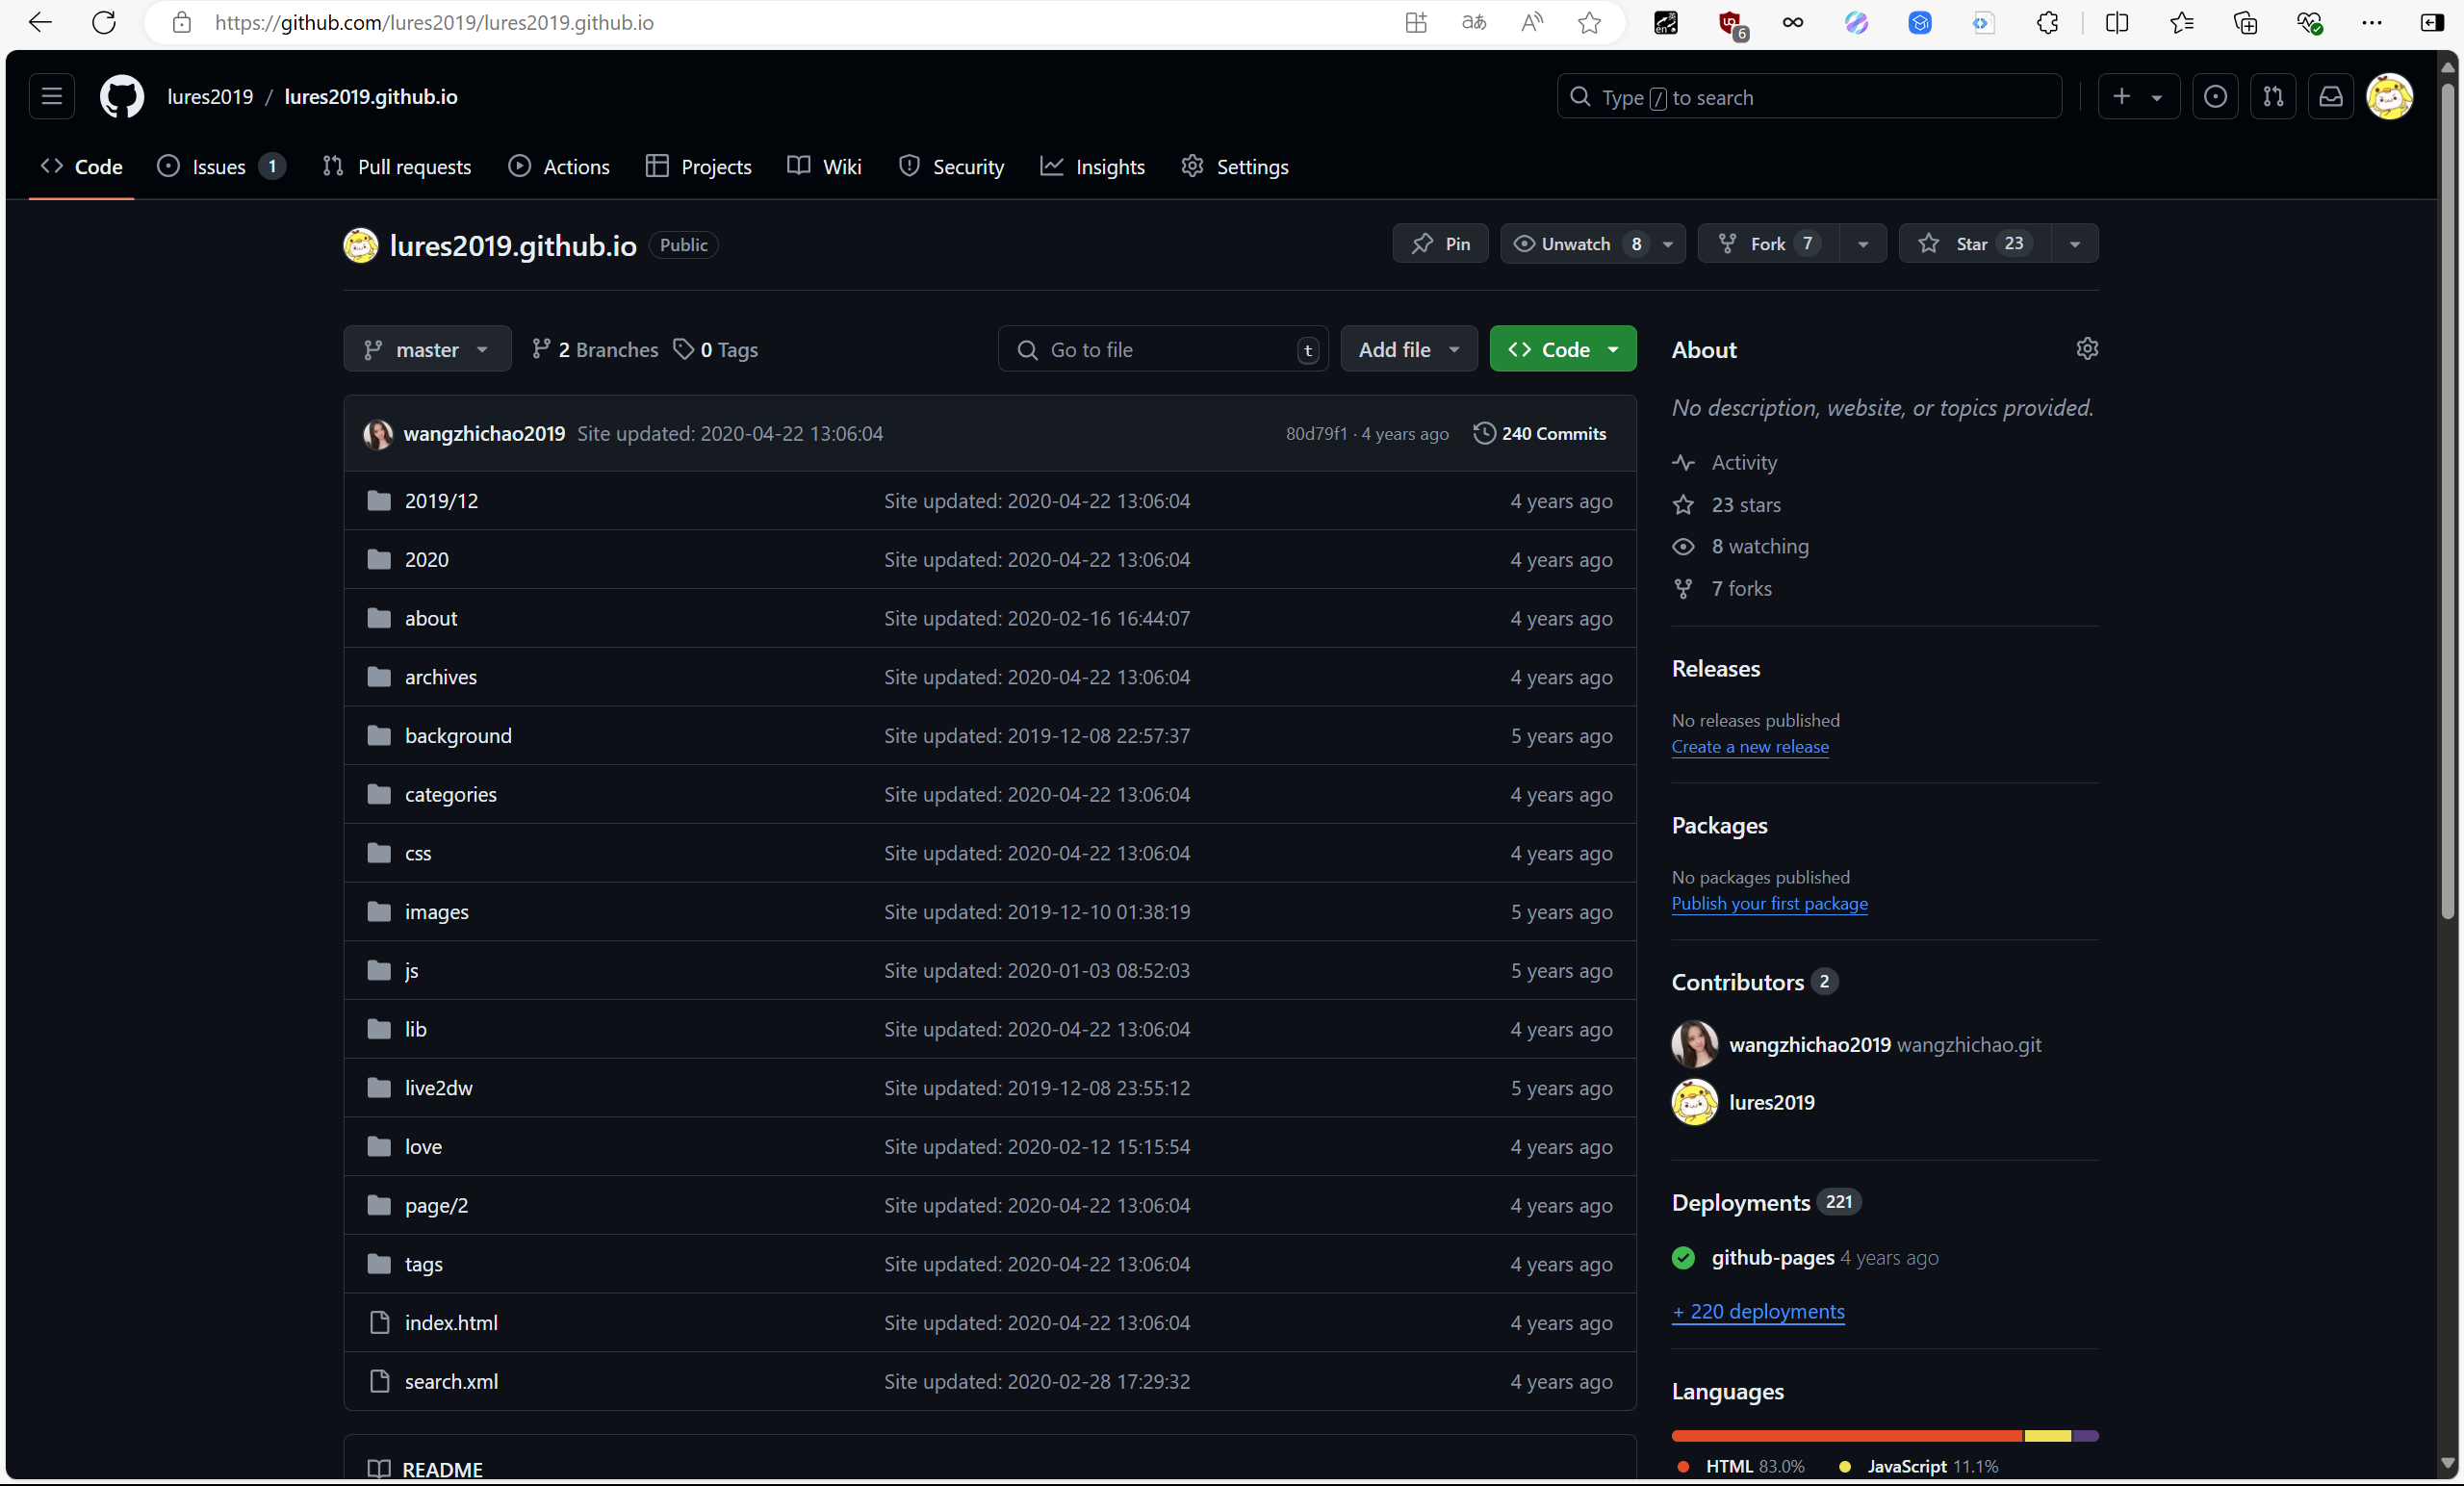 https://github.com/lures2019/lures2019.github.io
aあ
A
英
en
6
lures2019 / lures2019.github.io
Type / to search
Code
Issues 1
Pull requests
Actions
Projects
Wiki
Security
Insights
Settings
lures2019.github.io Public
Pin
Unwatch 8
Fork 7
Star 23
master
2 Branches
0 Tags
Go to file t
Add file
Code
wangzhichao2019 Site updated: 2020-04-22 13:06:04 80d79f1 · 4 years ago 240 Commits
2019/12 Site updated: 2020-04-22 13:06:04 4 years ago
2020 Site updated: 2020-04-22 13:06:04 4 years ago
about Site updated: 2020-02-16 16:44:07 4 years ago
archives Site updated: 2020-04-22 13:06:04 4 years ago
background Site updated: 2019-12-08 22:57:37 5 years ago
categories Site updated: 2020-04-22 13:06:04 4 years ago
css Site updated: 2020-04-22 13:06:04 4 years ago
images Site updated: 2019-12-10 01:38:19 5 years ago
js Site updated: 2020-01-03 08:52:03 5 years ago
lib Site updated: 2020-04-22 13:06:04 4 years ago
live2dw Site updated: 2019-12-08 23:55:12 5 years ago
love Site updated: 2020-02-12 15:15:54 4 years ago
page/2 Site updated: 2020-04-22 13:06:04 4 years ago
tags Site updated: 2020-04-22 13:06:04 4 years ago
index.html Site updated: 2020-04-22 13:06:04 4 years ago
search.xml Site updated: 2020-02-28 17:29:32 4 years ago
README
About
No description, website, or topics provided.
Activity
23 stars
8 watching
7 forks
Releases
No releases published
Create a new release
Packages
No packages published
Publish your first package
Contributors 2
wangzhichao2019 wangzhichao.git
lures2019
Deployments 221
github-pages 4 years ago
+ 220 deployments
Languages
HTML 83.0% JavaScript 11.1%